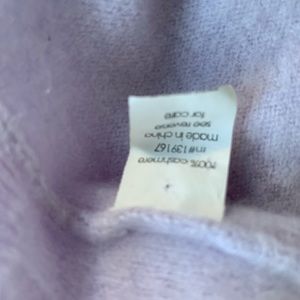 100% cashmere
rn#139167
made in china
see reverse
for care